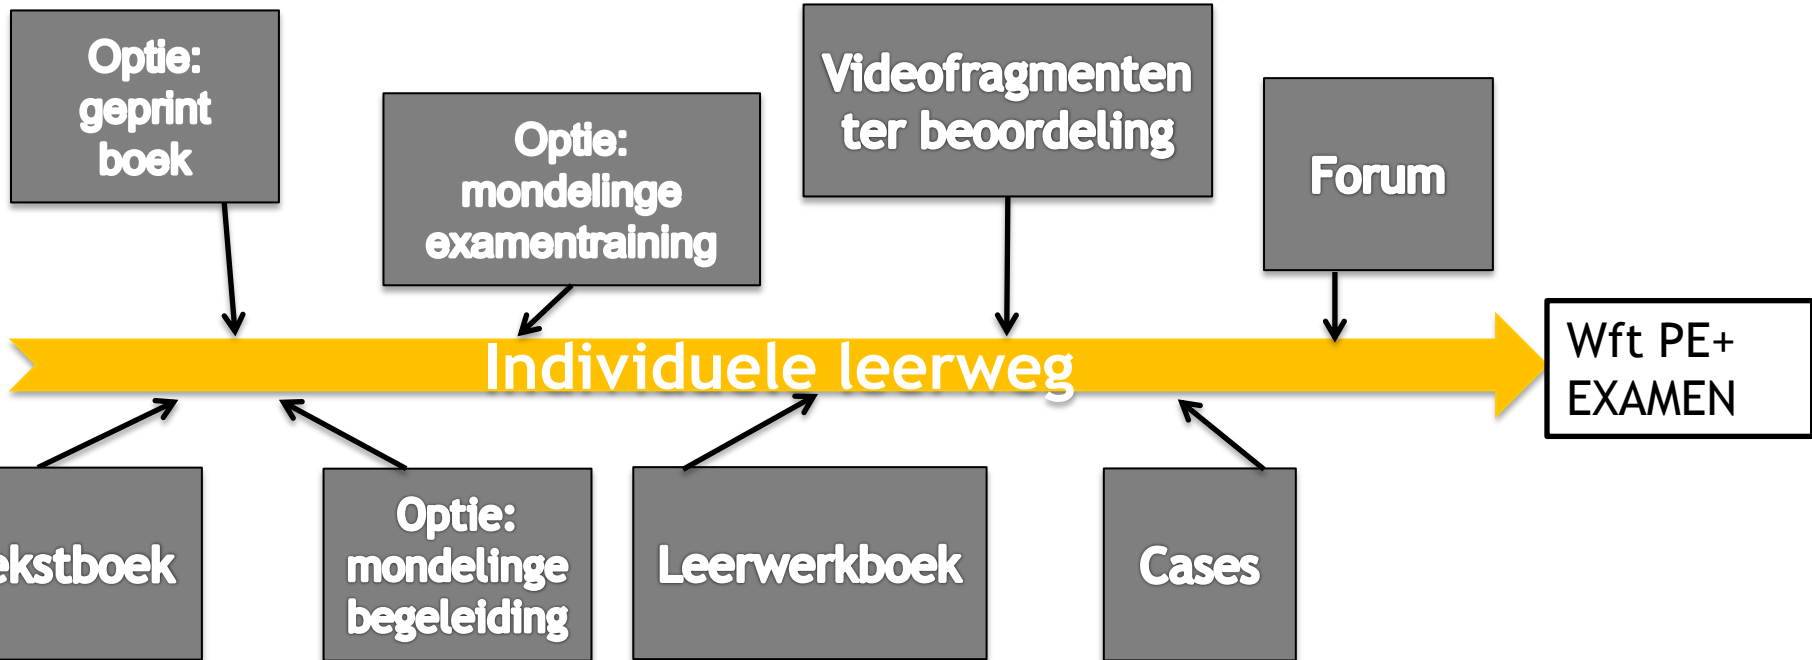 Optie:
geprint
boek
Optie:
mondelinge
examentraining
Videofragmenten
ter beoordeling
Forum
Individuele leerweg
Wft PE+
EXAMEN
ekstboek
Optie:
mondelinge
begeleiding
Leerwerkboek
Cases